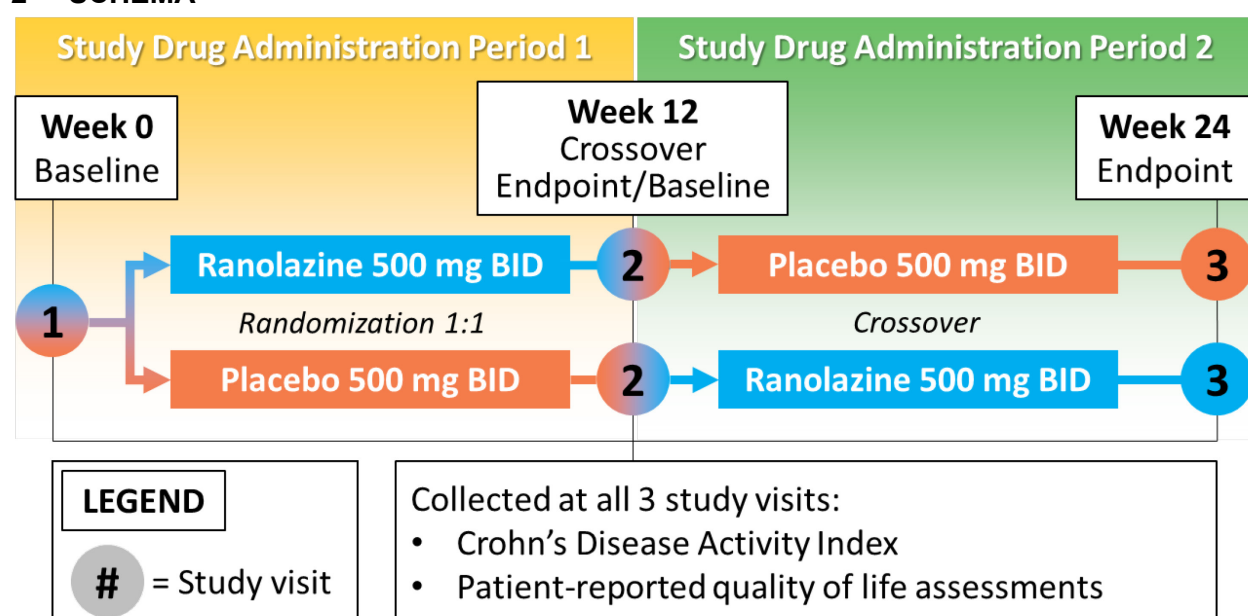 2 SCHEMA
Study Drug Administration Period 1
Study Drug Administration Period 2
Week 0
Baseline
Week 12
Crossover
Endpoint/Baseline
Week 24
Endpoint
Ranolazine 500 mg BID
2
Placebo 500 mg BID
3
1
Randomization 1:1
Crossover
Placebo 500 mg BID
2
Ranolazine 500 mg BID
3
LEGEND
# = Study visit
Collected at all 3 study visits:
• Crohn’s Disease Activity Index
• Patient-reported quality of life assessments